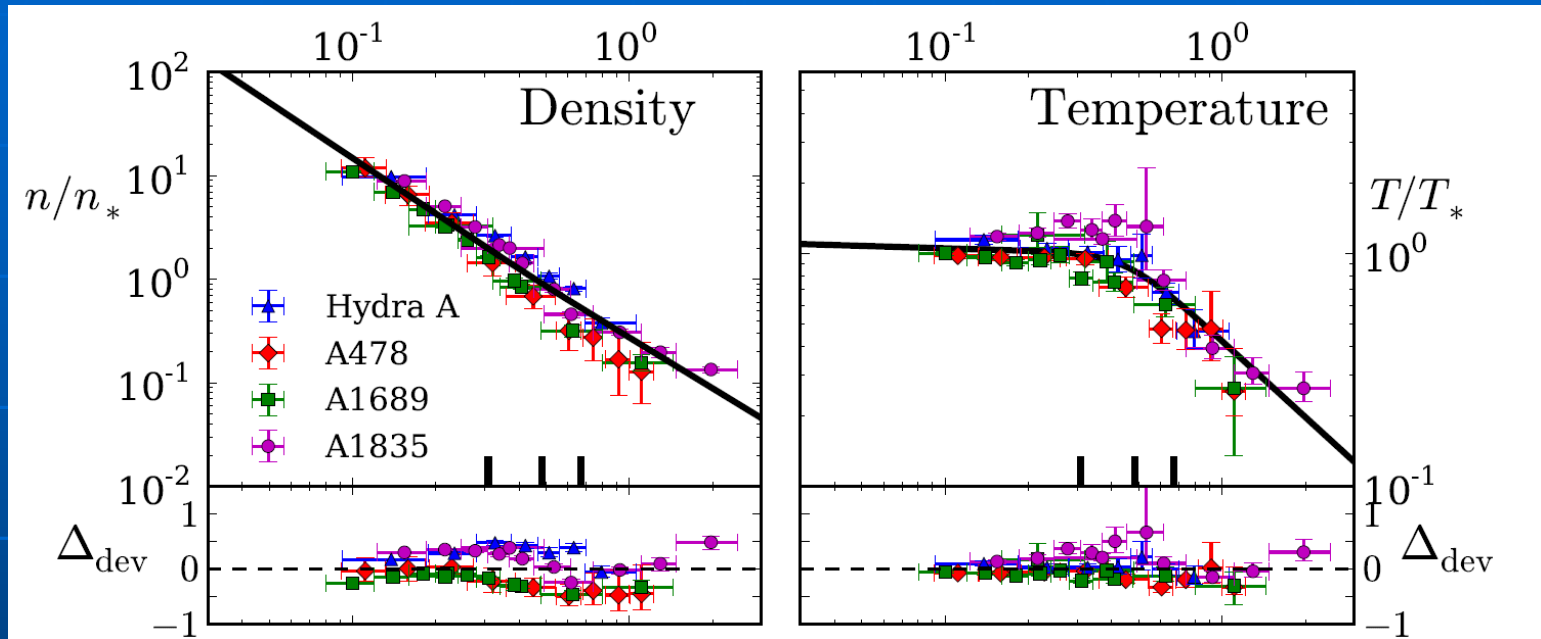 10^-1 10^0 10^-1 10^0
Density
Temperature
10^2
10^1
10^0
10^-1
10^-2
n/n_*
Hydra A
A478
A1689
A1835
T/T_*
10^0
10^-1
1
0
−1
Δ_dev
1
0
−1
Δ_dev